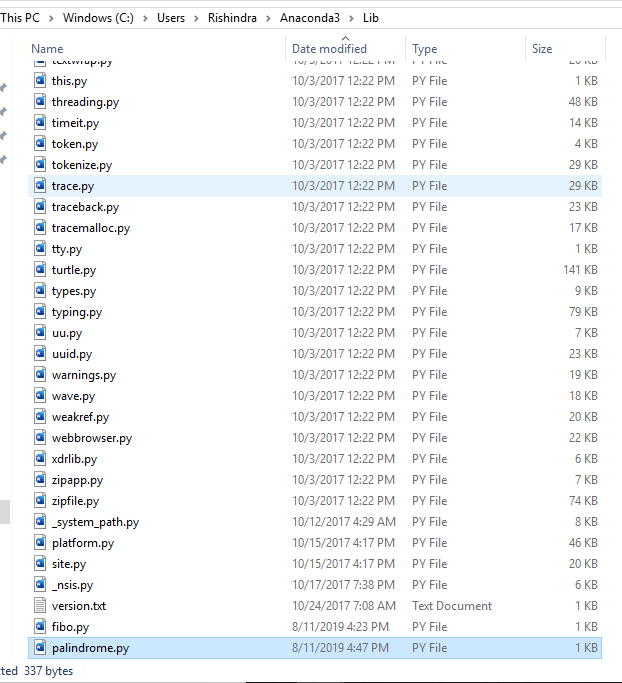 This PC > Windows (C:) > Users > Rishindra > Anaconda3 > Lib
Name Date modified Type Size
textwrap.py 10/3/2017 12:22 PM PY File 20 KB
this.py 10/3/2017 12:22 PM PY File 1 KB
threading.py 10/3/2017 12:22 PM PY File 48 KB
timeit.py 10/3/2017 12:22 PM PY File 14 KB
token.py 10/3/2017 12:22 PM PY File 4 KB
tokenize.py 10/3/2017 12:22 PM PY File 29 KB
trace.py 10/3/2017 12:22 PM PY File 29 KB
traceback.py 10/3/2017 12:22 PM PY File 23 KB
tracemalloc.py 10/3/2017 12:22 PM PY File 17 KB
tty.py 10/3/2017 12:22 PM PY File 1 KB
turtle.py 10/3/2017 12:22 PM PY File 141 KB
types.py 10/3/2017 12:22 PM PY File 9 KB
typing.py 10/3/2017 12:22 PM PY File 79 KB
uu.py 10/3/2017 12:22 PM PY File 7 KB
uuid.py 10/3/2017 12:22 PM PY File 23 KB
warnings.py 10/3/2017 12:22 PM PY File 19 KB
wave.py 10/3/2017 12:22 PM PY File 18 KB
weakref.py 10/3/2017 12:22 PM PY File 20 KB
webbrowser.py 10/3/2017 12:22 PM PY File 22 KB
xdrlib.py 10/3/2017 12:22 PM PY File 6 KB
zipapp.py 10/3/2017 12:22 PM PY File 7 KB
zipfile.py 10/3/2017 12:22 PM PY File 74 KB
_system_path.py 10/12/2017 4:29 AM PY File 8 KB
platform.py 10/15/2017 4:17 PM PY File 46 KB
site.py 10/15/2017 4:17 PM PY File 20 KB
_nsis.py 10/17/2017 7:38 PM PY File 6 KB
version.txt 10/24/2017 7:08 AM Text Document 1 KB
fibo.py 8/11/2019 4:23 PM PY File 1 KB
palindrome.py 8/11/2019 4:47 PM PY File 1 KB
cted 337 bytes